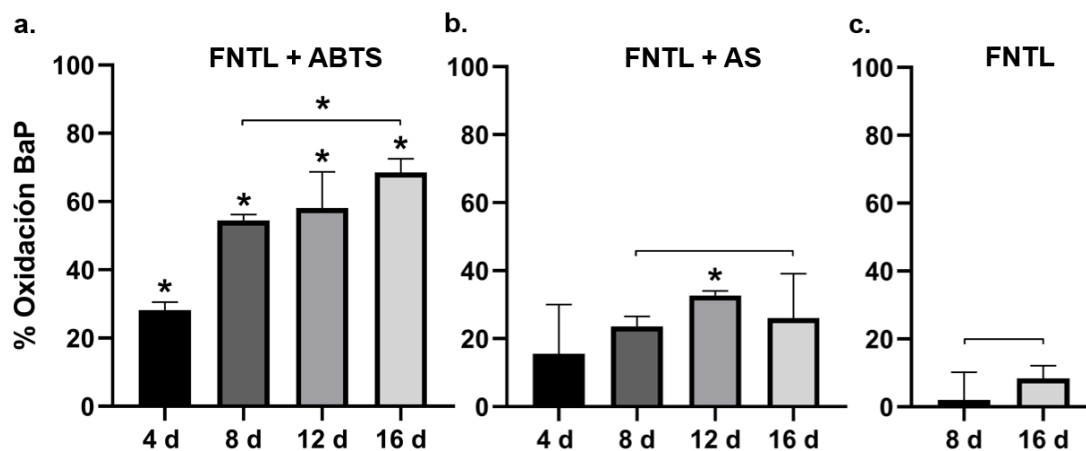 a.
FNTL + ABTS
% Oxidación BaP
100
80
60
40
20
0
*
*
*
*
*
4 d
8 d
12 d
16 d
b.
FNTL + AS
100
80
60
40
20
0
*
4 d
8 d
12 d
16 d
c.
FNTL
100
80
60
40
20
0
8 d
16 d